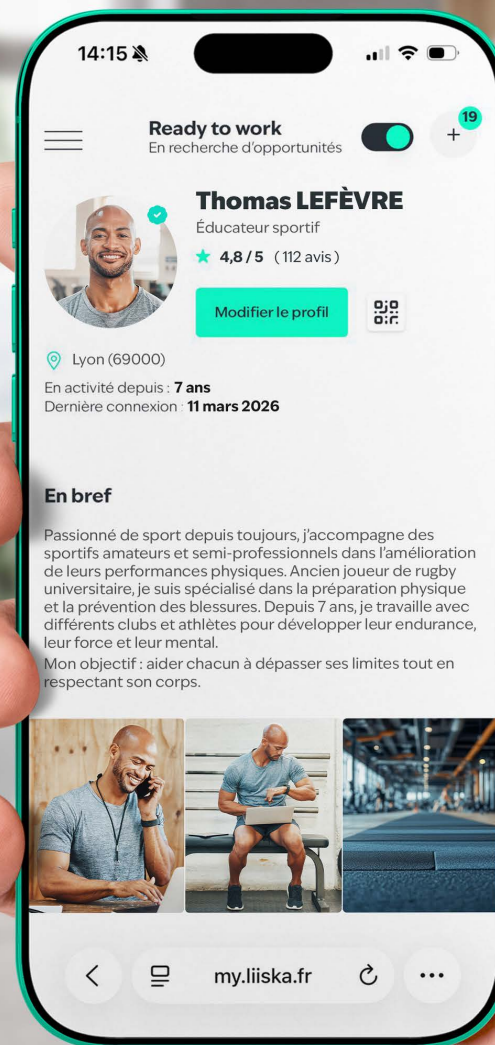 14:15
19
Ready to work
En recherche d'opportunités
+
Thomas LEFÈVRE
Éducateur sportif
4,8 / 5 ( 112 avis )
Modifier le profil
Lyon (69000)
En activité depuis : 7 ans
Dernière connexion : 11 mars 2026
En bref
Passionné de sport depuis toujours, j'accompagne des
sportifs amateurs et semi-professionnels dans l'amélioration
de leurs performances physiques. Ancien joueur de rugby
universitaire, je suis spécialisé dans la préparation physique
et la prévention des blessures. Depuis 7 ans, je travaille avec
différents clubs et athlètes pour développer leur endurance,
leur force et leur mental.
Mon objectif : aider chacun à dépasser ses limites tout en
respectant son corps.
my.liiska.fr